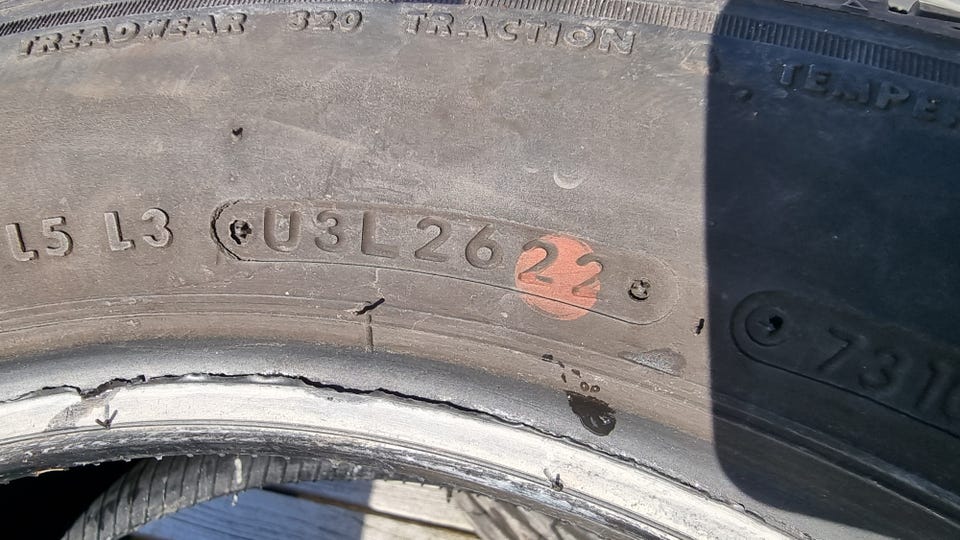 TREADWEAR 320 TRACTION
TEMPE
L5 L3 U3L2622
731